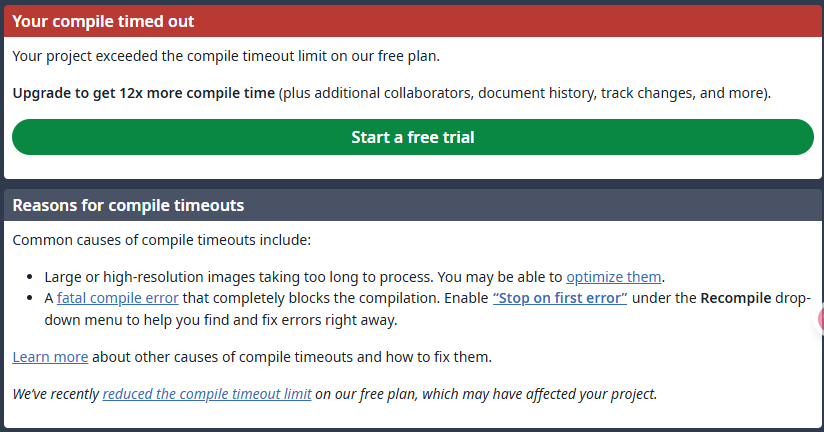 Your compile timed out
Your project exceeded the compile timeout limit on our free plan.
Upgrade to get 12x more compile time (plus additional collaborators, document history, track changes, and more).
Start a free trial
Reasons for compile timeouts
Common causes of compile timeouts include:
• Large or high-resolution images taking too long to process. You may be able to optimize them.
• A fatal compile error that completely blocks the compilation. Enable “Stop on first error” under the Recompile drop-
down menu to help you find and fix errors right away.
Learn more about other causes of compile timeouts and how to fix them.
We’ve recently reduced the compile timeout limit on our free plan, which may have affected your project.